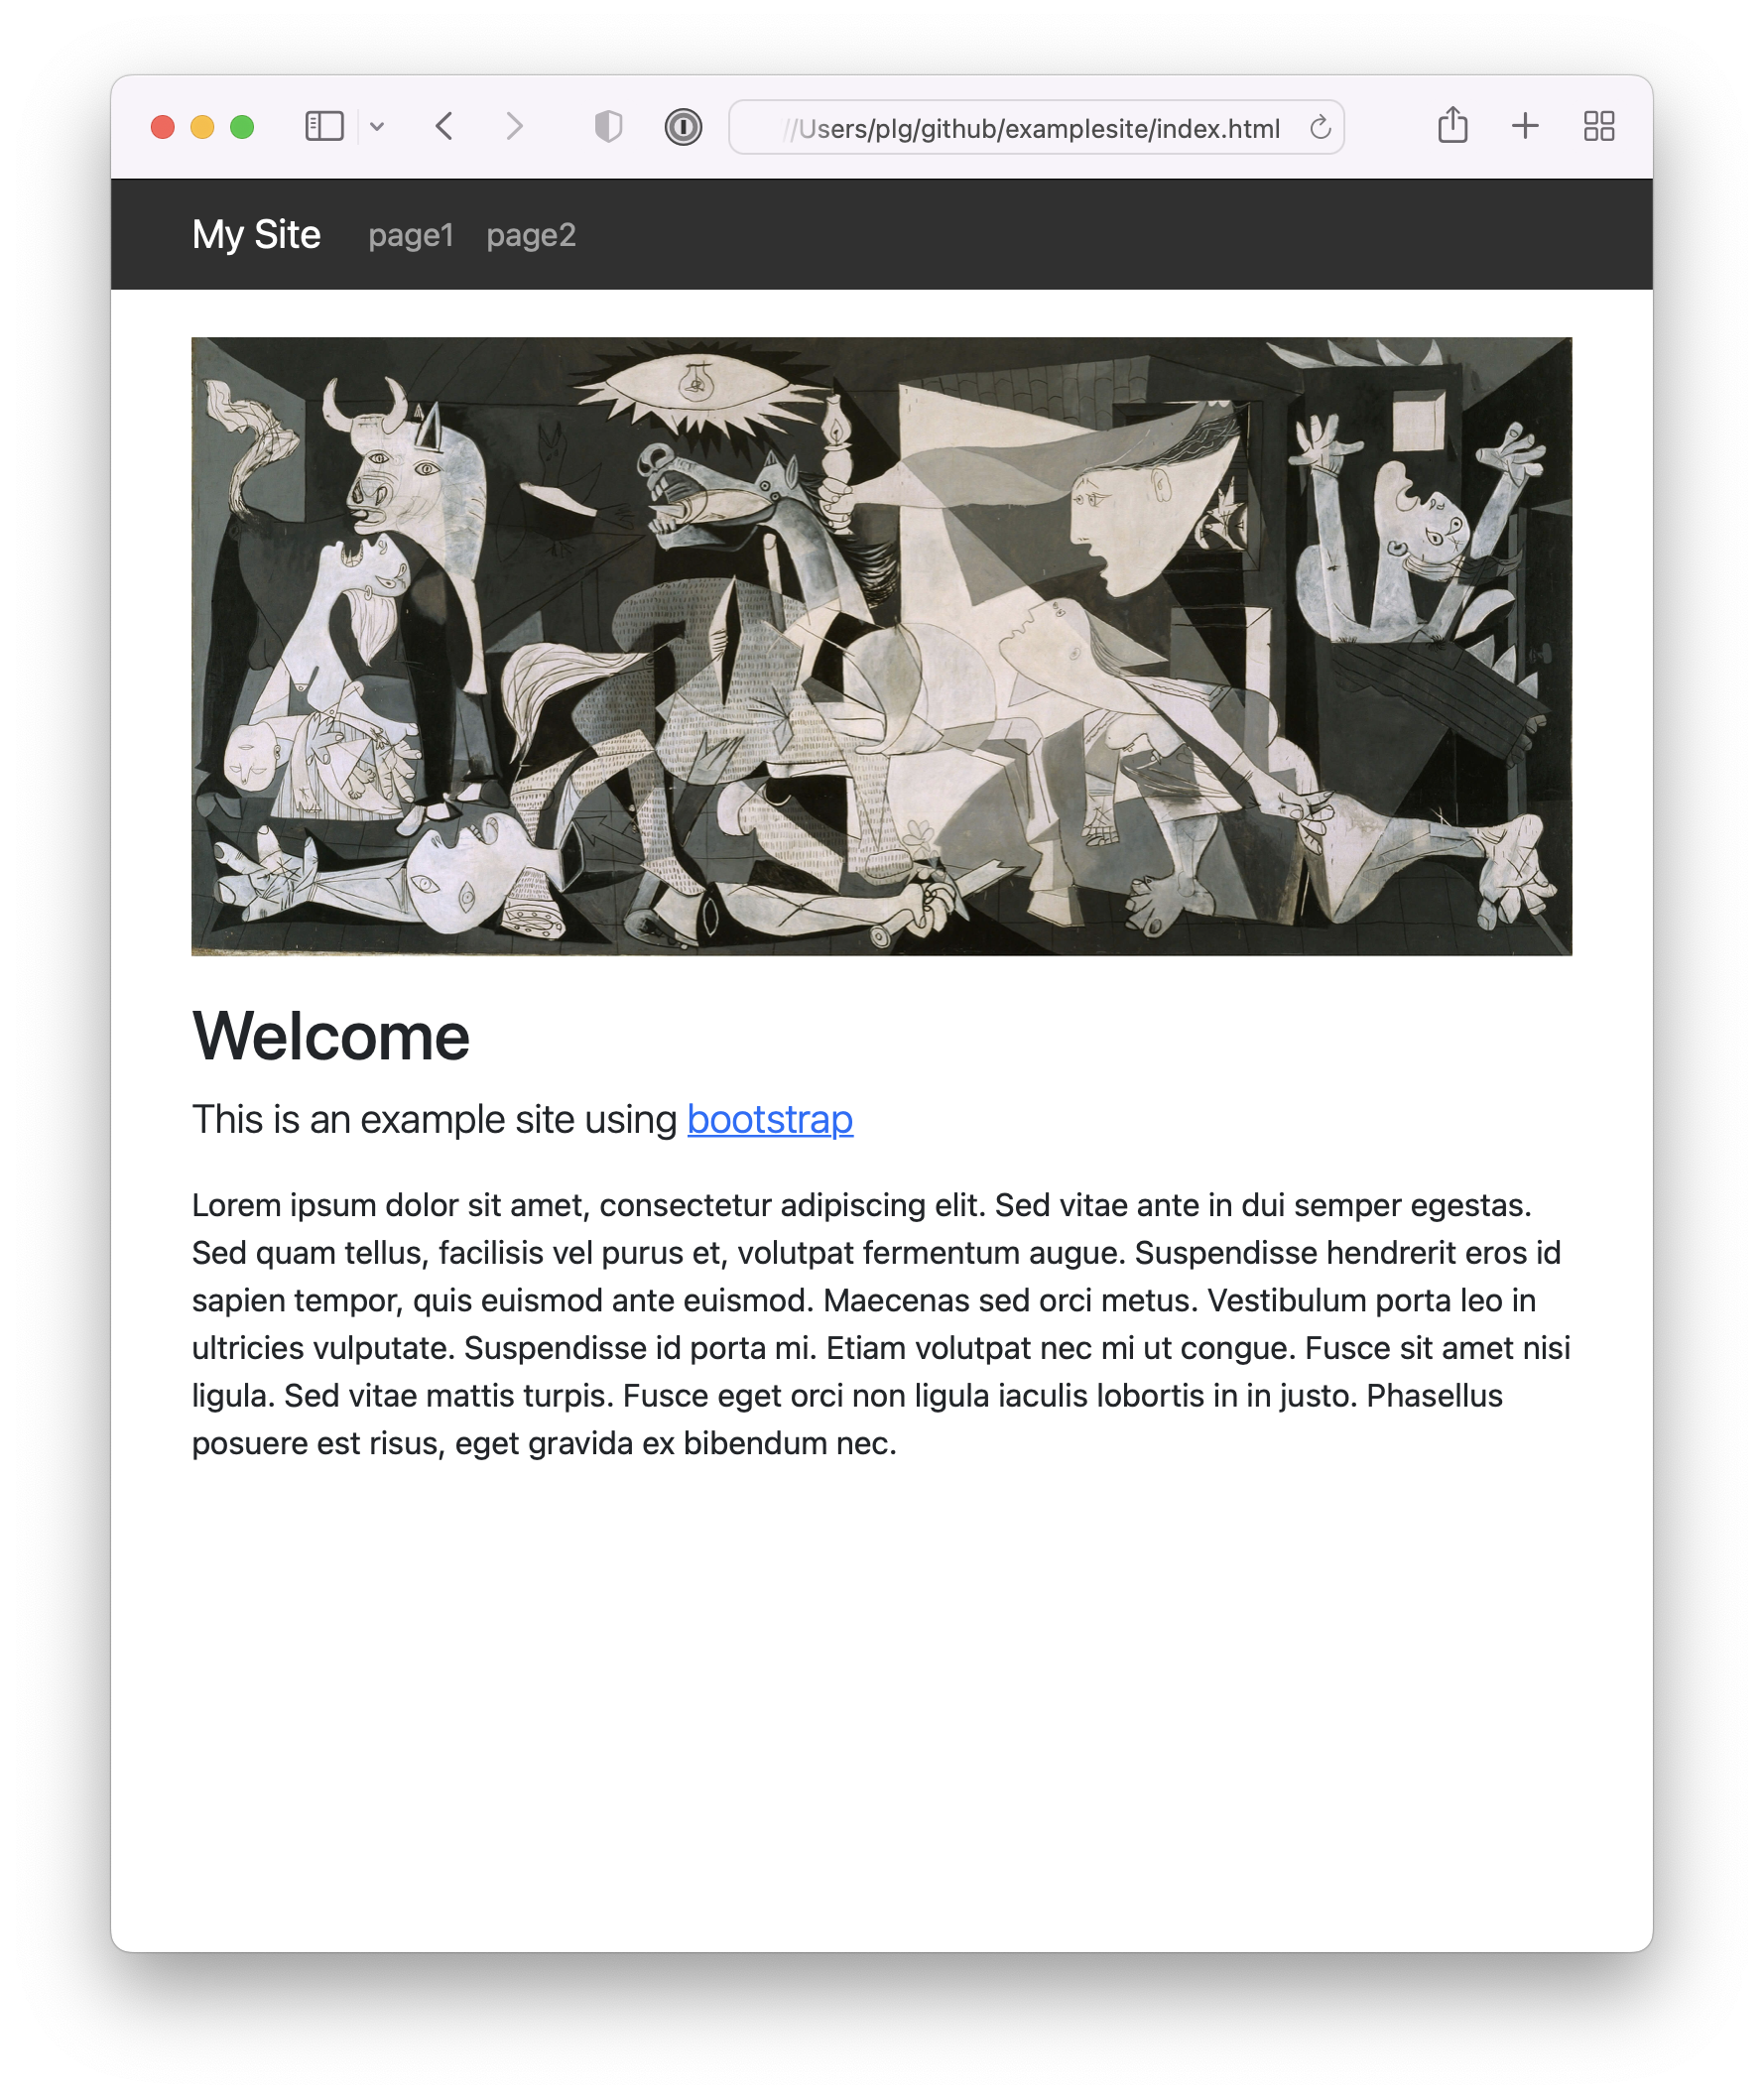 //Users/plg/github/examplesite/index.html
My Site page1 page2
Welcome
This is an example site using bootstrap
Lorem ipsum dolor sit amet, consectetur adipiscing elit. Sed vitae ante in dui semper egestas.
Sed quam tellus, facilisis vel purus et, volutpat fermentum augue. Suspendisse hendrerit eros id
sapien tempor, quis euismod ante euismod. Maecenas sed orci metus. Vestibulum porta leo in
ultricies vulputate. Suspendisse id porta mi. Etiam volutpat nec mi ut congue. Fusce sit amet nisi
ligula. Sed vitae mattis turpis. Fusce eget orci non ligula iaculis lobortis in in justo. Phasellus
posuere est risus, eget gravida ex bibendum nec.